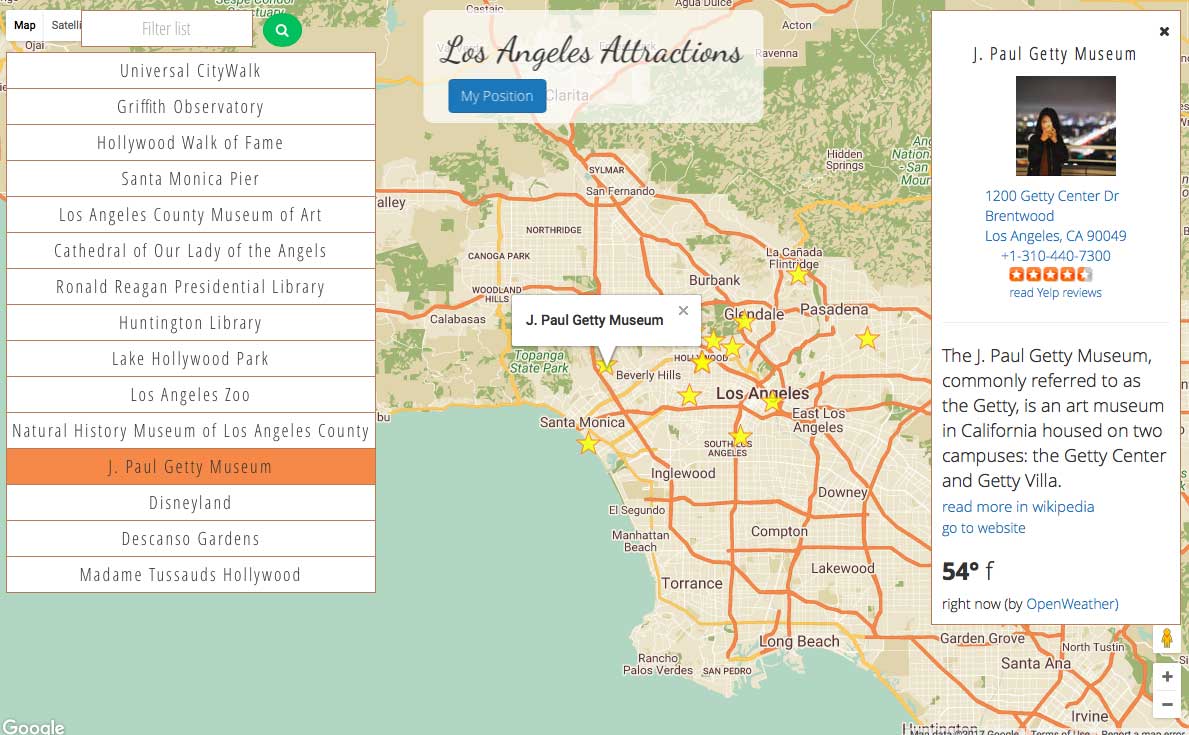 Map
Satelli
Filter list
Universal CityWalk
Griffith Observatory
Hollywood Walk of Fame
Santa Monica Pier
Los Angeles County Museum of Art
Cathedral of Our Lady of the Angels
Ronald Reagan Presidential Library
Huntington Library
Lake Hollywood Park
Los Angeles Zoo
Natural History Museum of Los Angeles County
J. Paul Getty Museum
Disneyland
Descanso Gardens
Madame Tussauds Hollywood
Los Angeles Attractions
My Position
Ojai
Castaic
Agua Dulce
Acton
Ravenna
Clarita
Hidden
Springs
SYLMAR
San Fernando
alley
NORTHRIDGE
CANOGA PARK
La Cañada
Flintridge
Burbank
WOODLAND
HILLS
Calabasas
Glendale
Pasadena
J. Paul Getty Museum
Topanga
State Park
HOLLYWOOD
Beverly Hills
Los Angeles
East Los
Angeles
bu
Santa Monica
SOUTH LOS
ANGELES
Inglewood
Downey
El Segundo
Manhattan
Beach
Compton
Lakewood
Torrance
Long Beach
Rancho
Palos Verdes
SAN PEDRO
Garden Grove
North Tustin
Santa Ana
Irvine
Huntington
J. Paul Getty Museum
1200 Getty Center Dr
Brentwood
Los Angeles, CA 90049
+1-310-440-7300
read Yelp reviews
The J. Paul Getty Museum,
commonly referred to as
the Getty, is an art museum
in California housed on two
campuses: the Getty Center
and Getty Villa.
read more in wikipedia
go to website
54° f
right now (by OpenWeather)
Google
Map data ©2017 Google
Terms of Use
Report a map error